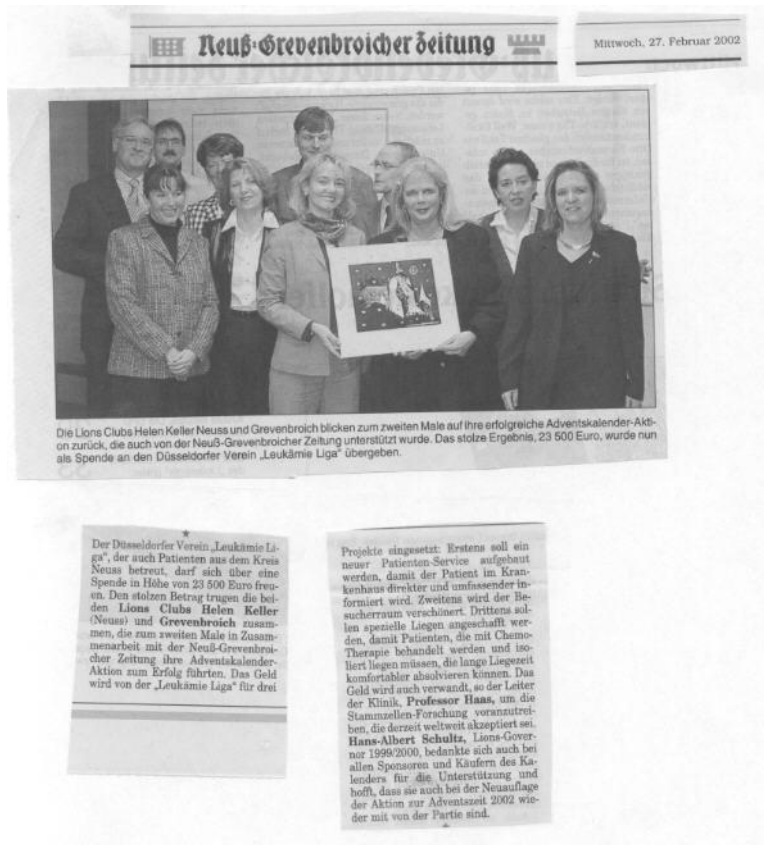 Neuß-Grevenbroicher Zeitung
Mittwoch, 27. Februar 2002
Die Lions Clubs Helen Keller Neuss und Grevenbroich blicken zum zweiten Male auf ihre erfolgreiche Adventskalender-Akti-
on zurück, die auch von der Neuß-Grevenbroicher Zeitung unterstützt wurde. Das stolze Ergebnis, 23 500 Euro, wurde nun
als Spende an den Düsseldorfer Verein „Leukämie Liga" übergeben.
Der Düsseldorfer Verein „Leukämie Li-
ga", der auch Patienten aus dem Kreis
Neuss betreut, darf sich über eine
Spende in Höhe von 23 500 Euro freu-
en. Den stolzen Betrag trugen die bei-
den Lions Clubs Helen Keller
(Neuss) und Grevenbroich zusam-
men, die zum zweiten Male in Zusam-
menarbeit mit der Neuß-Grevenbroi-
cher Zeitung ihre Adventskalender-
Aktion zum Erfolg führten. Das Geld
wird von der „Leukämie Liga" für drei
Projekte eingesetzt: Erstens soll ein
neuer Patienten-Service aufgebaut
werden, damit der Patient im Kran-
kenhaus direkter und umfassender in-
formiert wird. Zweitens wird der Be-
sucherraum verschönert. Drittens sol-
len spezielle Liegen angeschafft wer-
den, damit Patienten, die mit Chemo-
Therapie behandelt werden und iso-
liert liegen müssen, die lange Liegezeit
komfortabler absolvieren können. Das
Geld wird auch verwandt, so der Leiter
der Klinik, Professor Haas, um die
Stammzellen-Forschung voranzutrei-
ben, die derzeit weltweit akzeptiert sei.
Hans-Albert Schultz, Lions-Gover-
nor 1999/2000, bedankte sich auch bei
allen Sponsoren und Käufern des Ka-
lenders für die Unterstützung und
hofft, dass sie auch bei der Neuauflage
der Aktion zur Adventszeit 2002 wie-
der mit von der Partie sind.